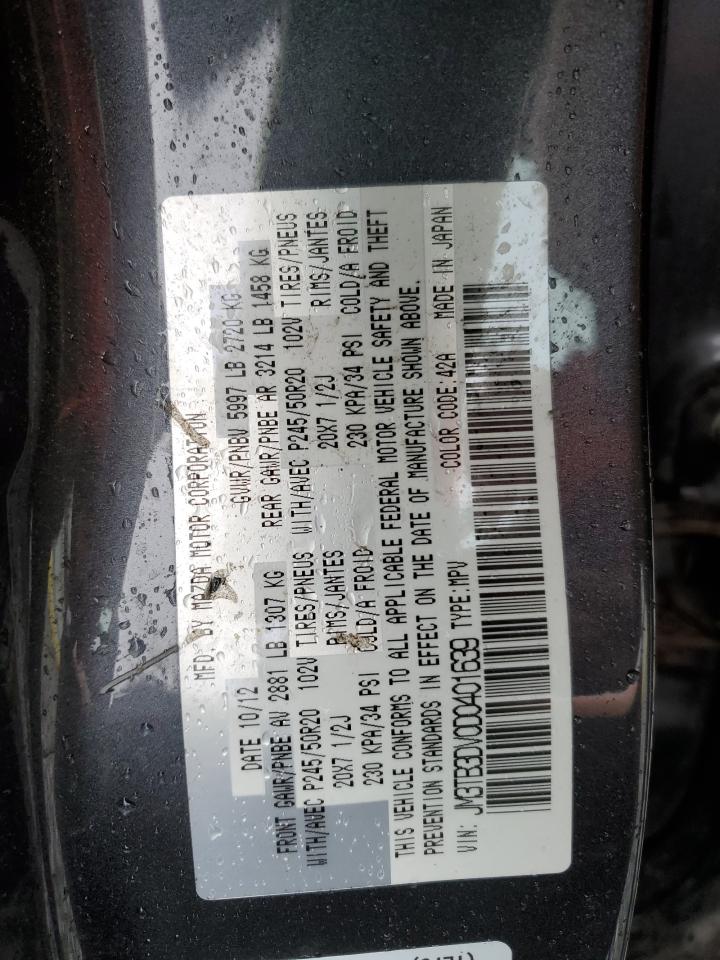 MFD BY MAZDA MOTOR CORPORATION
DATE 10/12 GVWR/PNBV 5997 LB 2720 KG
FRONT GAWR/PNBE AV 2881 LB 1307 KG REAR GAWR/PNBE AR 3214 LB 1458 KG
WITH/AVEC P245/50R20 102V TIRES/PNEUS WITH/AVEC P245/50R20 102V TIRES/PNEUS
20X7 1/2J RIMS/JANTES 20X7 1/2J RIMS/JANTES
230 KPA/34 PSI COLD/A FROID 230 KPA/34 PSI COLD/A FROID
THIS VEHICLE CONFORMS TO ALL APPLICABLE FEDERAL MOTOR VEHICLE SAFETY AND THEFT
PREVENTION STANDARDS IN EFFECT ON THE DATE OF MANUFACTURE SHOWN ABOVE.
VIN: JM3TB3DV0D0401639 TYPE:MPV COLOR CODE:42A MADE IN JAPAN